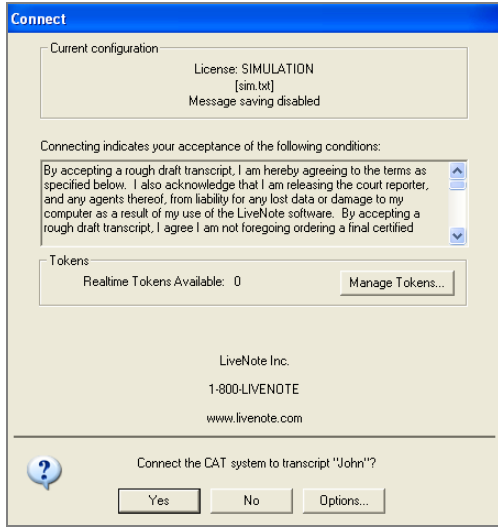 Connect
Current configuration
License: SIMULATION
[sim.txt]
Message saving disabled
Connecting indicates your acceptance of the following conditions:
By accepting a rough draft transcript, I am hereby agreeing to the terms as
specified below.  I also acknowledge that I am releasing the court reporter,
and any agents thereof, from liability for any lost data or damage to my
computer as a result of my use of the LiveNote software.  By accepting a
rough draft transcript, I agree I am not foregoing ordering a final certified
Tokens
Realtime Tokens Available:  0
Manage Tokens...
LiveNote Inc.
1-800-LIVENOTE
www.livenote.com
Connect the CAT system to transcript "John"?
Yes No Options...